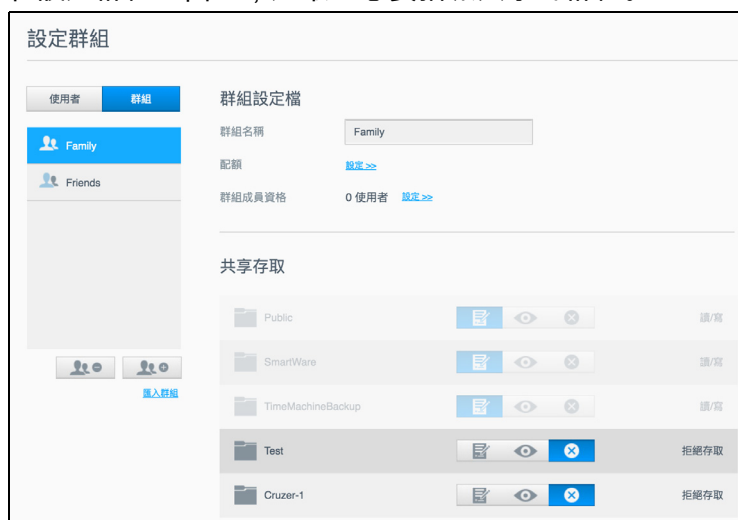 設定群組
使用者 群組
Family
Friends
匯入群組
群組設定檔
群組名稱 Family
配額 設定 >>
群組成員資格 0 使用者 設定 >>
共享存取
Public 讀/寫
SmartWare 讀/寫
TimeMachineBackup 讀/寫
Test 拒絕存取
Cruzer-1 拒絕存取